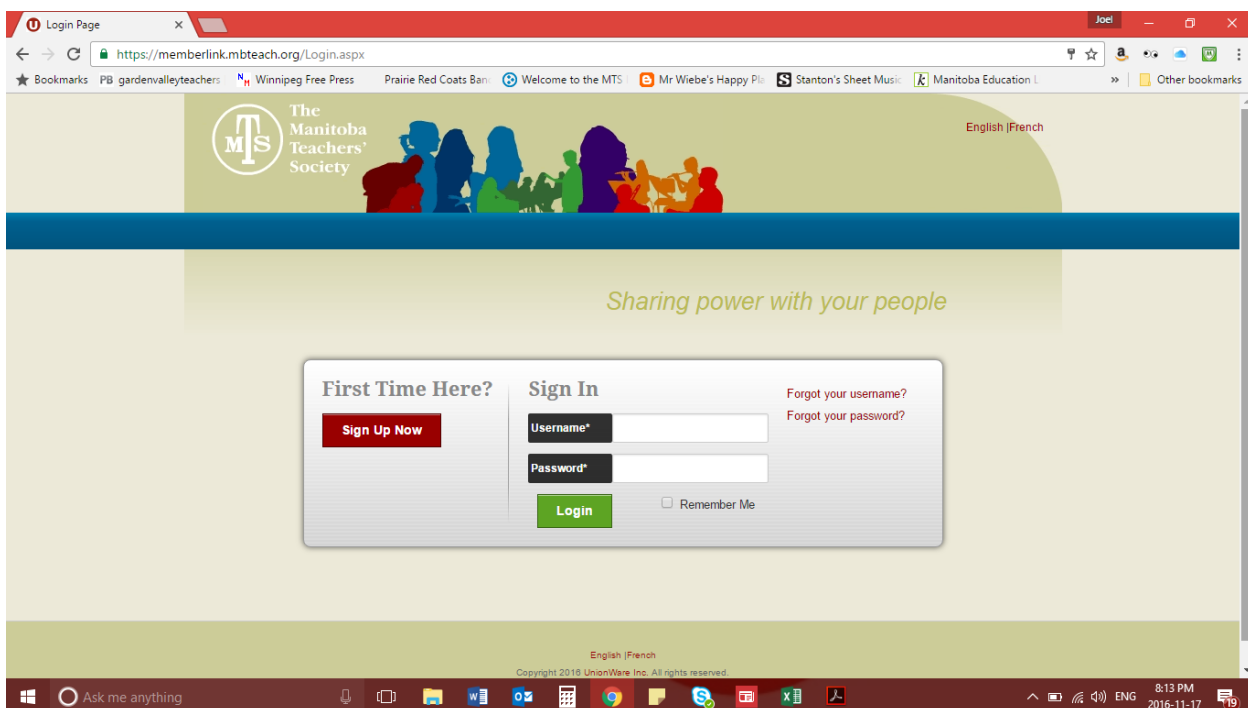 Login Page
Joel
https://memberlink.mbteach.org/Login.aspx
Bookmarks PB gardenvalleyteachers Winnipeg Free Press Prairie Red Coats Ban Welcome to the MTS Mr Wiebe's Happy Pla Stanton's Sheet Music Manitoba Education L » Other bookmarks
The
Manitoba
Teachers'
Society
MTS
English |French
Sharing power with your people
First Time Here?
Sign Up Now
Sign In
Username*
Password*
Login
Remember Me
Forgot your username?
Forgot your password?
English |French
Copyright 2016 UnionWare Inc. All rights reserved.
Ask me anything
ENG
8:13 PM
2016-11-17
19